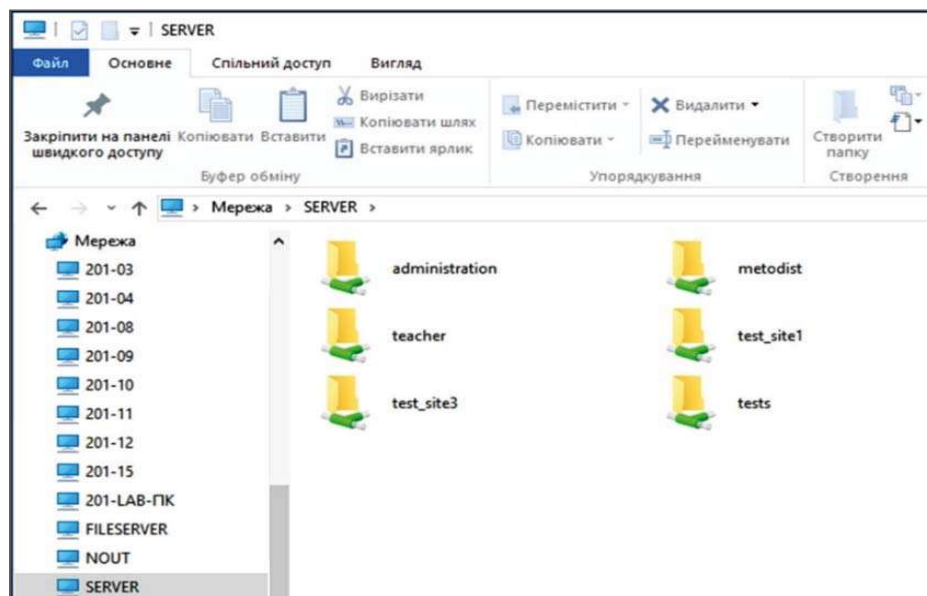 SERVER
Файл Основне Спільний доступ Вигляд
Закріпити на панелі швидкого доступу
Копіювати
Вставити
Вирізати
Копіювати шлях
Вставити ярлик
Буфер обміну
Перемістити
Копіювати
Видалити
Перейменувати
Упорядкування
Створити
папку
Створення
Мережа > SERVER >
Мережа
201-03
201-04
201-08
201-09
201-10
201-11
201-12
201-15
201-LAB-ПК
FILESERVER
NOUT
SERVER
administration
metodist
teacher
test_site1
test_site3
tests